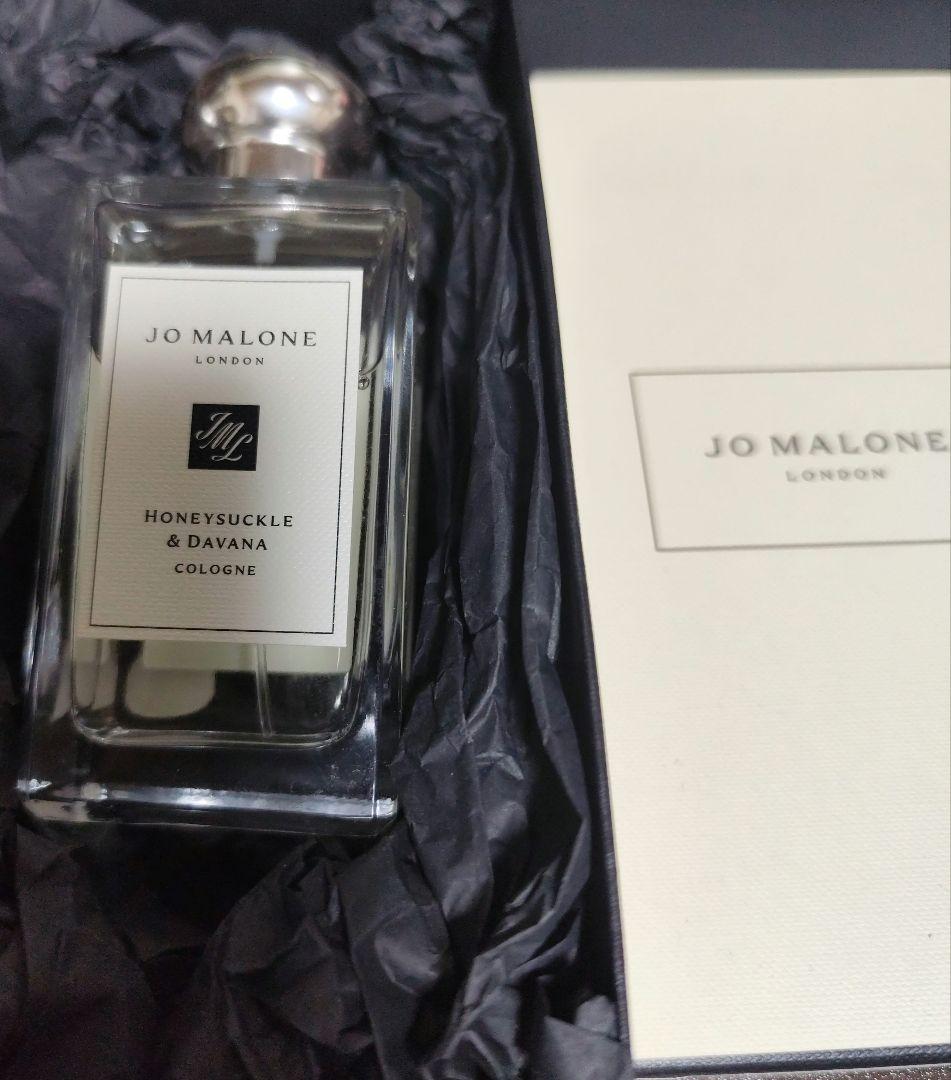 JO MALONE
LONDON
JML
HONEYSUCKLE
& DAVANA
COLOGNE
JO MALONE
LONDON